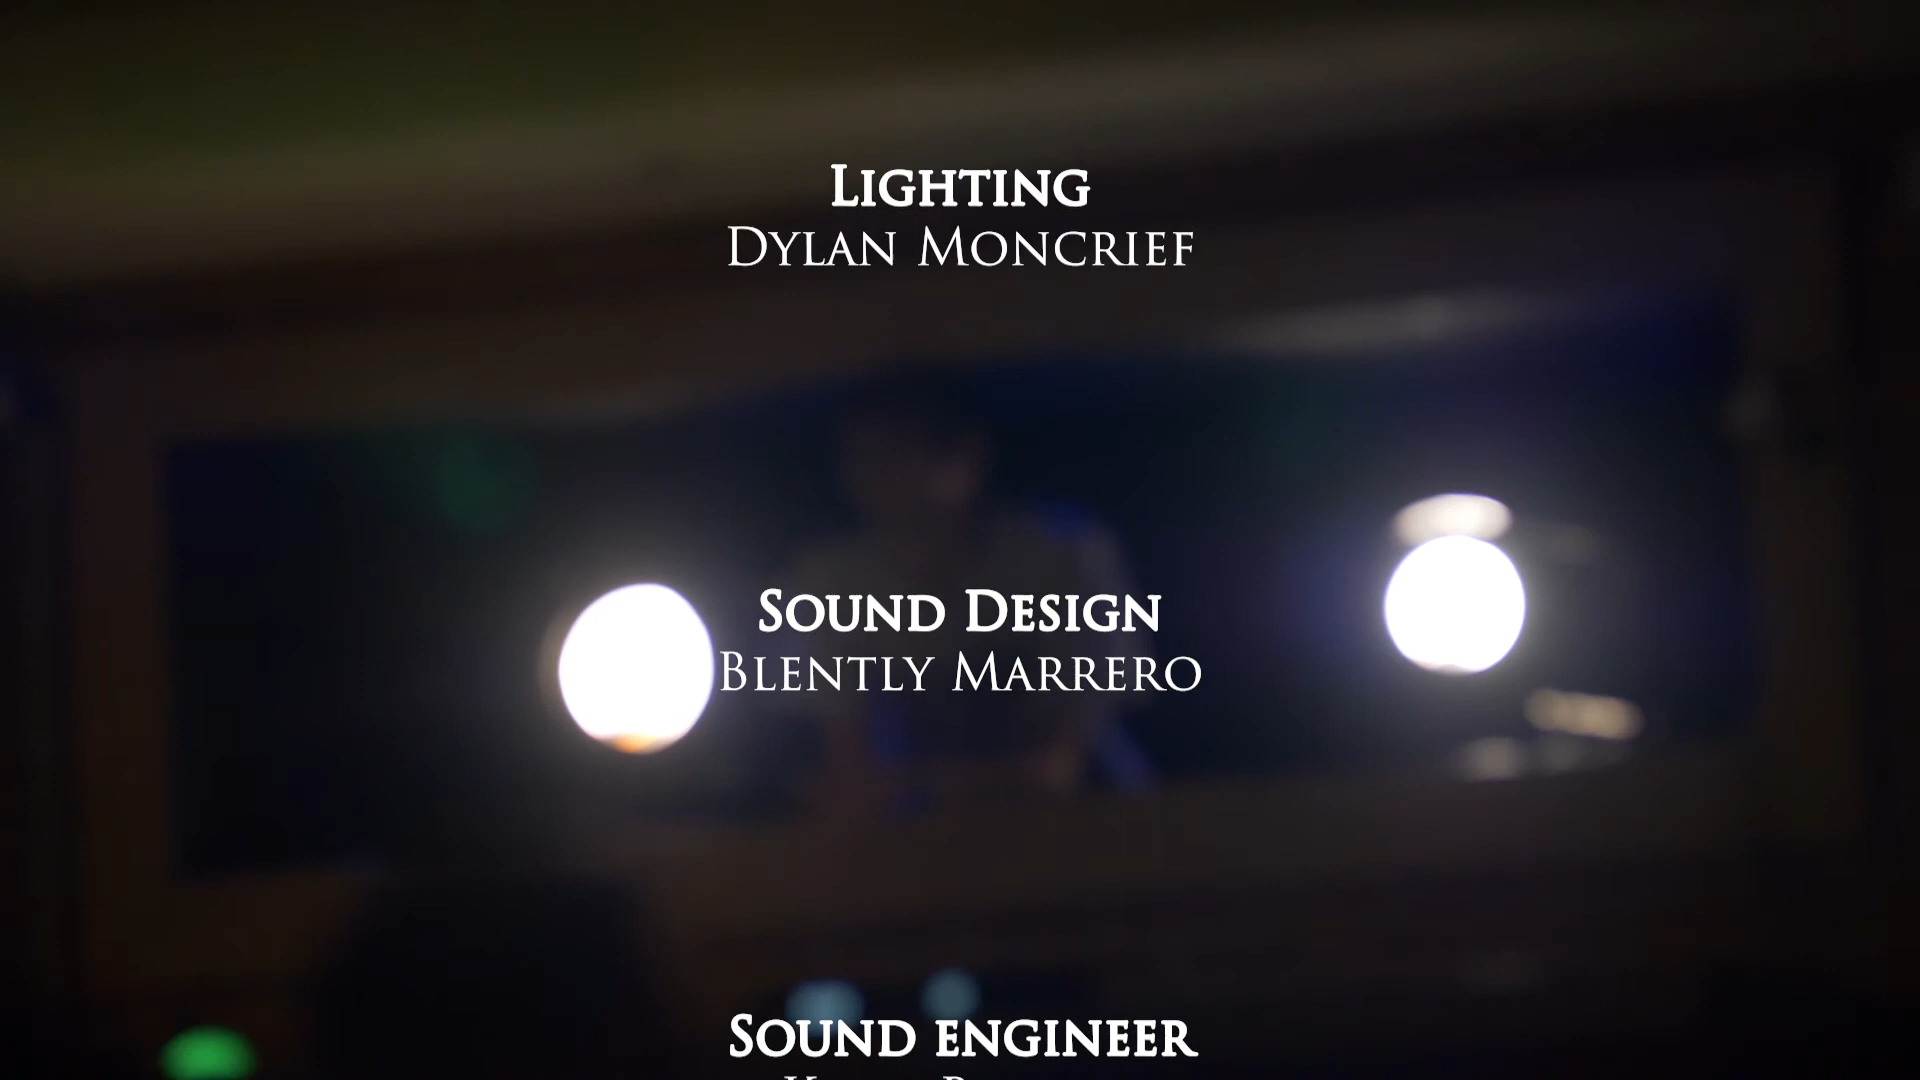 Lighting
Dylan Moncrief
Sound Design
Blently Marrero
Sound engineer